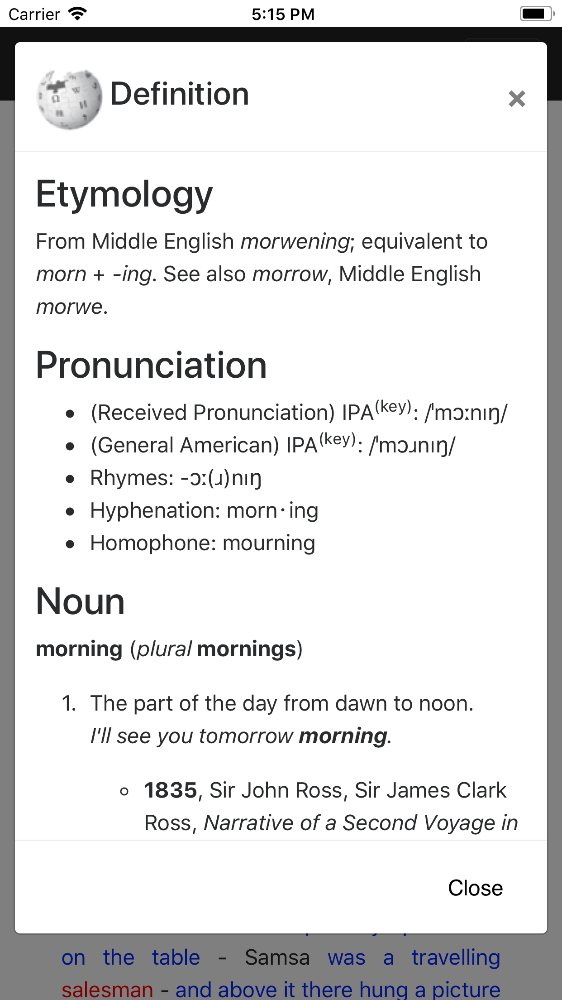 Carrier 5:15 PM
Definition
×
Etymology
From Middle English morwening; equivalent to
morn + -ing. See also morrow, Middle English
morwe.
Pronunciation
• (Received Pronunciation) IPA(key): /ˈmɔːnɪŋ/
• (General American) IPA(key): /ˈmɔɹnɪŋ/
• Rhymes: -ɔː(ɹ)nɪŋ
• Hyphenation: morn‧ing
• Homophone: mourning
Noun
morning (plural mornings)
1. The part of the day from dawn to noon.
I'll see you tomorrow morning.
◦ 1835, Sir John Ross, Sir James Clark
Ross, Narrative of a Second Voyage in
Close
on the table - Samsa was a travelling
salesman - and above it there hung a picture